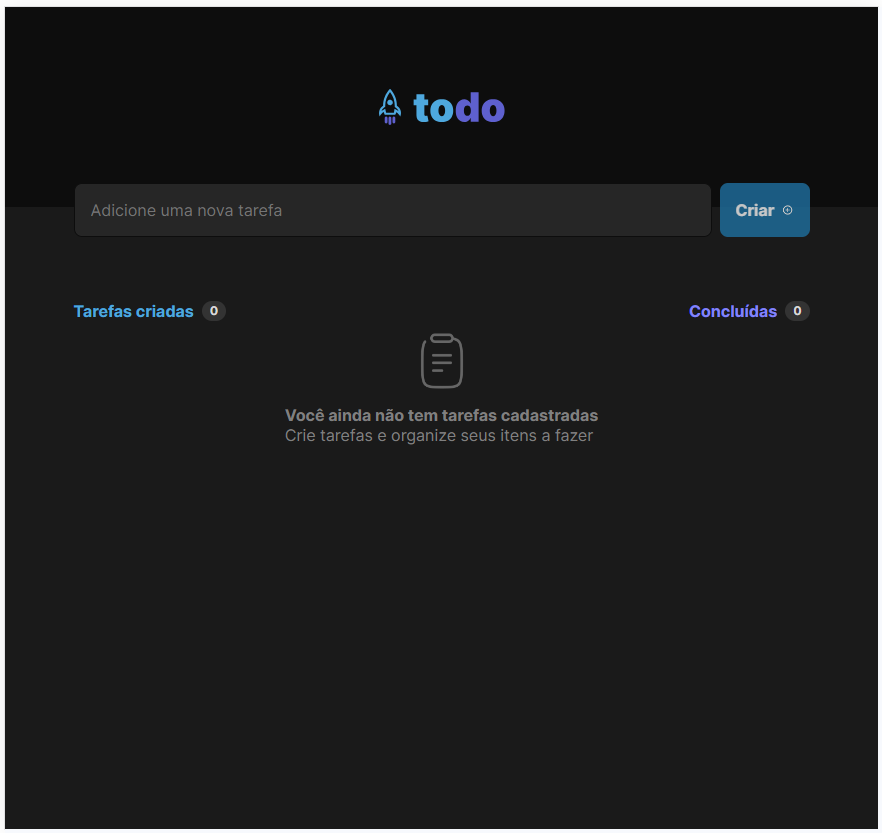 todo
Adicione uma nova tarefa
Criar
Tarefas criadas 0
Concluídas 0
Você ainda não tem tarefas cadastradas
Crie tarefas e organize seus itens a fazer